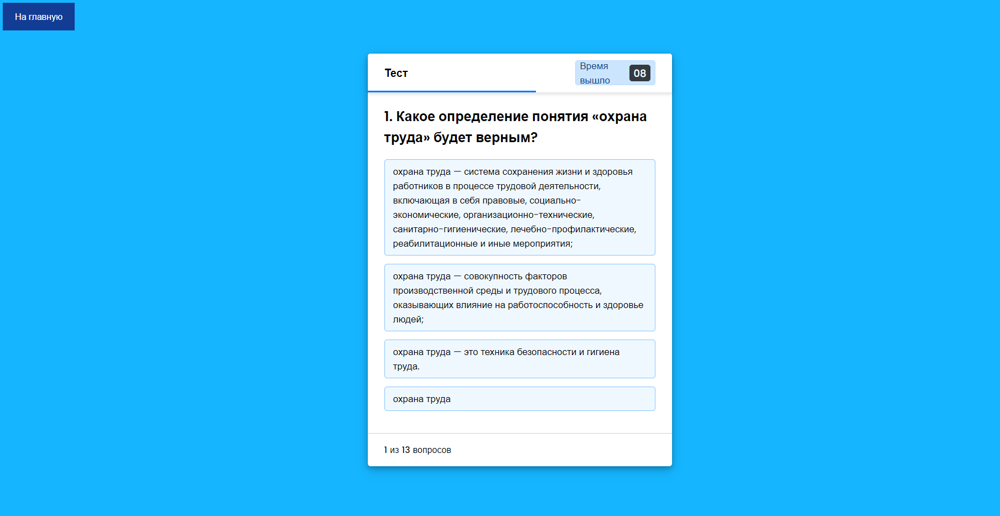 На главную
Тест
Время
вышло
08
1. Какое определение понятия «охрана
труда» будет верным?
охрана труда — система сохранения жизни и здоровья
работников в процессе трудовой деятельности,
включающая в себя правовые, социально-
экономические, организационно-технические,
санитарно-гигиенические, лечебно-профилактические,
реабилитационные и иные мероприятия;
охрана труда — совокупность факторов
производственной среды и трудового процесса,
оказывающих влияние на работоспособность и здоровье
людей;
охрана труда — это техника безопасности и гигиена
труда.
охрана труда
1 из 13 вопросов